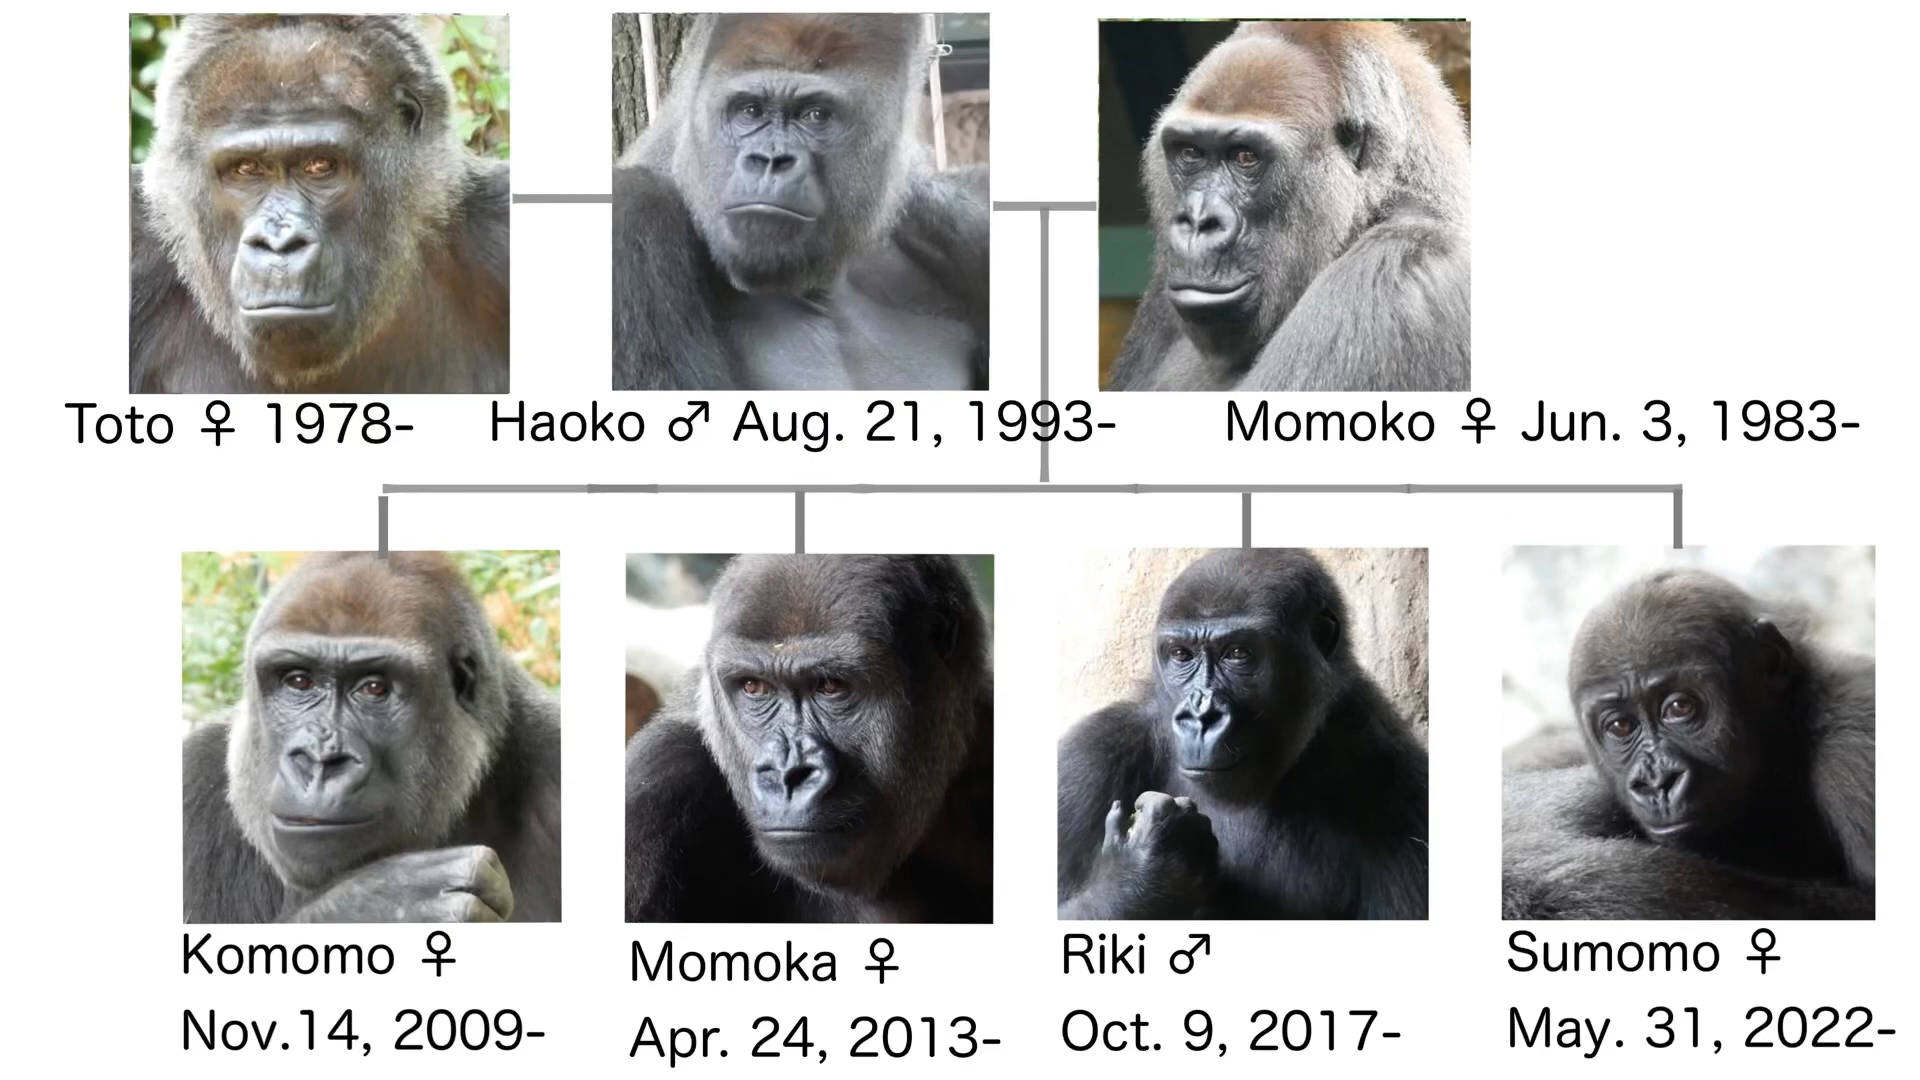 Toto ♀ 1978-
Haoko ♂ Aug. 21, 1993-
Momoko ♀ Jun. 3, 1983-
Komomo ♀
Nov.14, 2009-
Momoka ♀
Apr. 24, 2013-
Riki ♂
Oct. 9, 2017-
Sumomo ♀
May. 31, 2022-